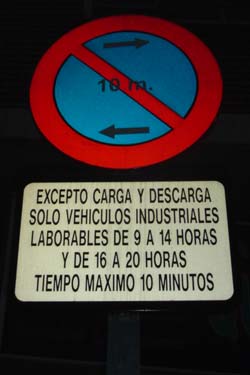 10 m.
EXCEPTO CARGA Y DESCARGA
SOLO VEHICULOS INDUSTRIALES
LABORABLES DE 9 A 14 HORAS
Y DE 16 A 20 HORAS
TIEMPO MAXIMO 10 MINUTOS